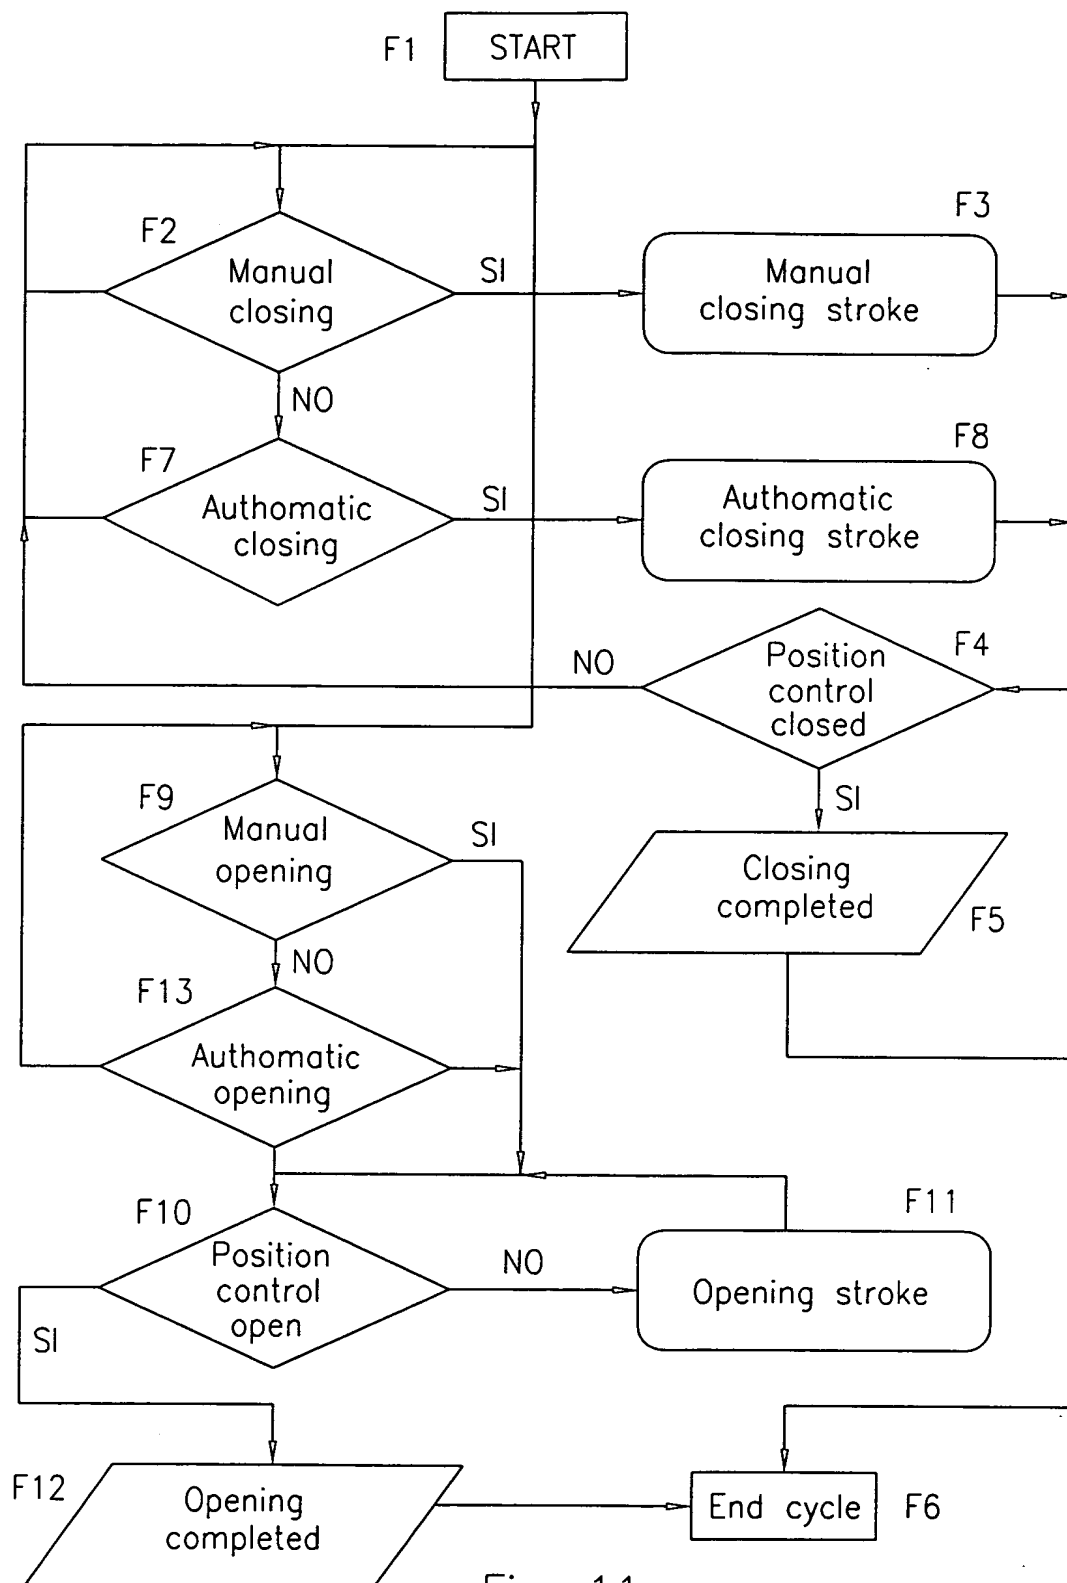 F1
START
F2
Manual
closing
SI
F3
Manual
closing stroke
NO
F7
Authomatic
closing
SI
F8
Authomatic
closing stroke
NO
F4
Position
control
closed
SI
F9
Manual
opening
SI
Closing
completed
F5
NO
F13
Authomatic
opening
F10
Position
control
open
NO
F11
Opening stroke
SI
F12
Opening
completed
End cycle
F6